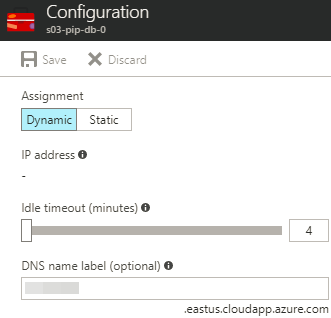 Configuration
s03-pip-db-0
Save Discard
Assignment
Dynamic Static
IP address
-
Idle timeout (minutes)
4
DNS name label (optional)
.eastus.cloudapp.azure.com